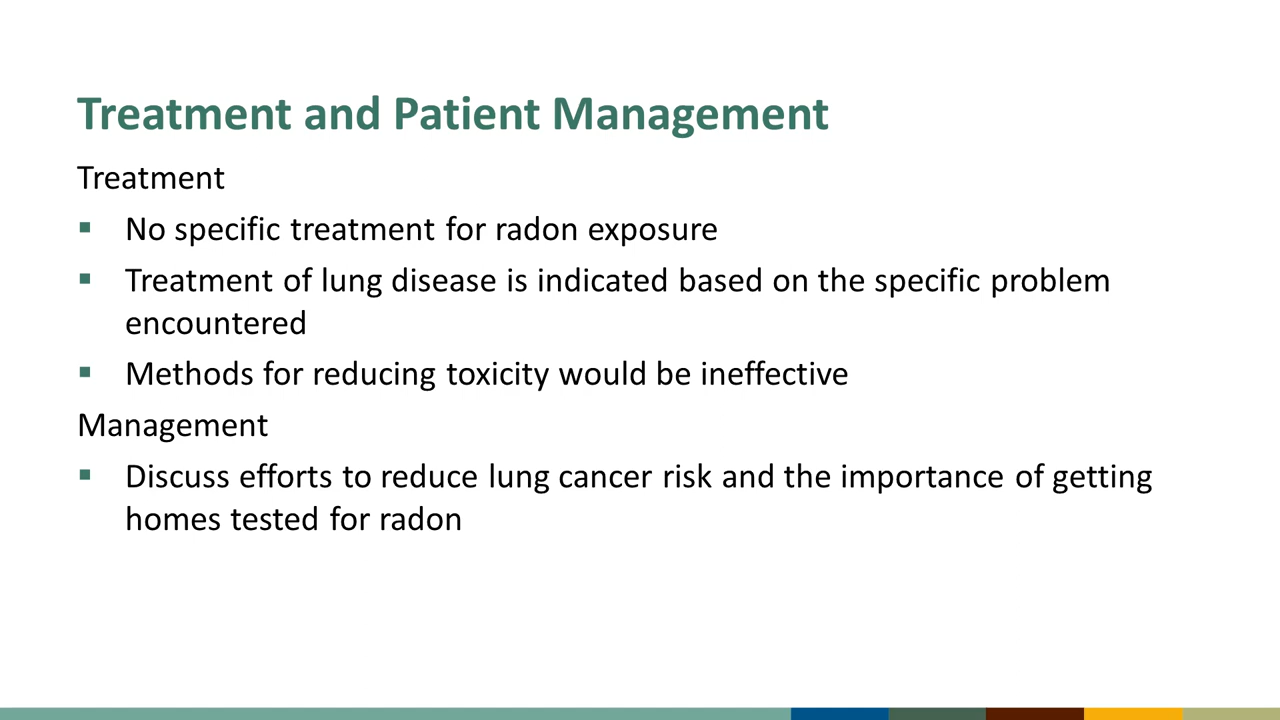 Treatment and Patient Management
Treatment
▪ No specific treatment for radon exposure
▪ Treatment of lung disease is indicated based on the specific problem
encountered
▪ Methods for reducing toxicity would be ineffective
Management
▪ Discuss efforts to reduce lung cancer risk and the importance of getting
homes tested for radon